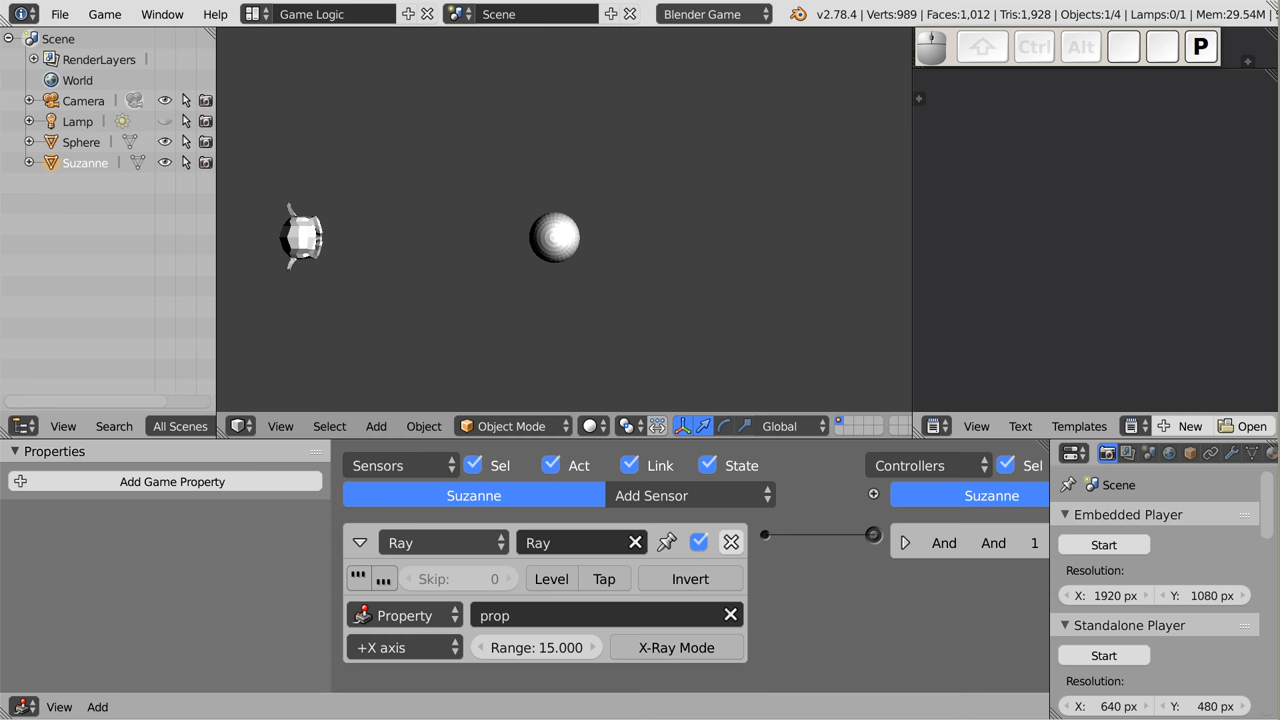 File Game Window Help Game Logic Scene Blender Game v2.78.4 | Verts:989 | Faces:1,012 | Tris:1,928 | Objects:1/4 | Lamps:0/1 | Mem:29.54M |
Scene
RenderLayers
World
Camera
Lamp
Sphere
Suzanne
Ctrl Alt P
View Search All Scenes
View Select Add Object Object Mode Global
View Text Templates New Open
Properties
Add Game Property
Sensors Sel Act Link State Controllers Sel
Suzanne Add Sensor Suzanne
Ray Ray
And And 1
Skip: 0 Level Tap Invert
Property prop
+X axis Range: 15.000 X-Ray Mode
View Add
Scene
Embedded Player
Start
Resolution:
X: 1920 px Y: 1080 px
Standalone Player
Start
Resolution:
X: 640 px Y: 480 px